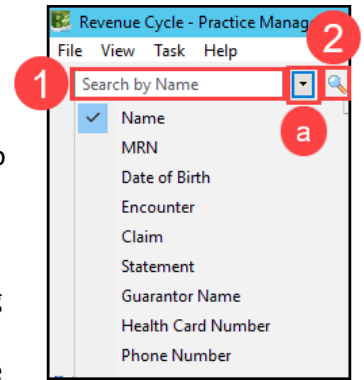 Revenue Cycle - Practice Manag
2
File View Task Help
1
Search by Name
a
Name
MRN
Date of Birth
Encounter
Claim
Statement
Guarantor Name
Health Card Number
Phone Number